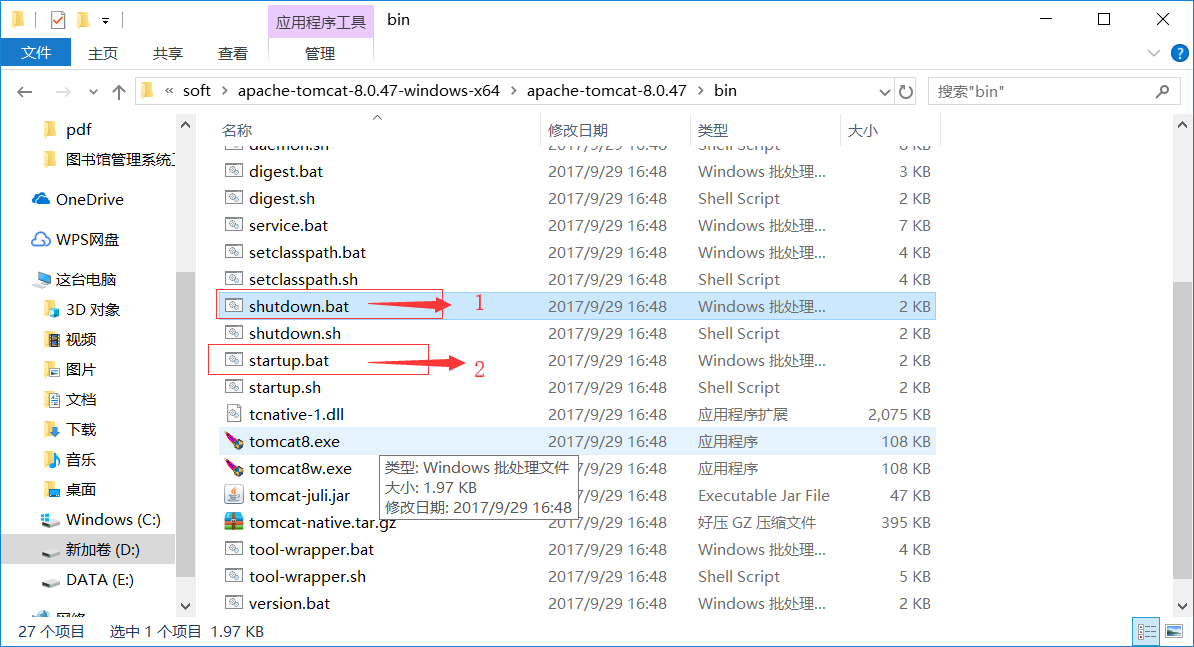 应用程序工具 bin
文件 主页 共享 查看 管理
« soft › apache-tomcat-8.0.47-windows-x64 › apache-tomcat-8.0.47 › bin 搜索"bin"
pdf
图书馆管理系统
OneDrive
WPS网盘
这台电脑
3D 对象
视频
图片
文档
下载
音乐
桌面
Windows (C:)
新加卷 (D:)
DATA (E:)
网络
名称 修改日期 类型 大小
daemon.sh 2017/9/29 16:48 Shell Script 8 KB
digest.bat 2017/9/29 16:48 Windows 批处理... 3 KB
digest.sh 2017/9/29 16:48 Shell Script 2 KB
service.bat 2017/9/29 16:48 Windows 批处理... 7 KB
setclasspath.bat 2017/9/29 16:48 Windows 批处理... 4 KB
setclasspath.sh 2017/9/29 16:48 Shell Script 4 KB
shutdown.bat 1 2017/9/29 16:48 Windows 批处理... 2 KB
shutdown.sh 2017/9/29 16:48 Shell Script 2 KB
startup.bat 2 2017/9/29 16:48 Windows 批处理... 2 KB
startup.sh 2017/9/29 16:48 Shell Script 2 KB
tcnative-1.dll 2017/9/29 16:48 应用程序扩展 2,075 KB
tomcat8.exe 2017/9/29 16:48 应用程序 108 KB
tomcat8w.exe 2017/9/29 16:48 应用程序 108 KB
tomcat-juli.jar Executable Jar File 47 KB
tomcat-native.tar.gz 2017/9/29 16:48 好压 GZ 压缩文件 395 KB
tool-wrapper.bat 2017/9/29 16:48 Windows 批处理... 4 KB
tool-wrapper.sh 2017/9/29 16:48 Shell Script 5 KB
version.bat 2017/9/29 16:48 Windows 批处理... 2 KB
类型: Windows 批处理文件
大小: 1.97 KB
修改日期: 2017/9/29 16:48
27 个项目 选中 1 个项目 1.97 KB